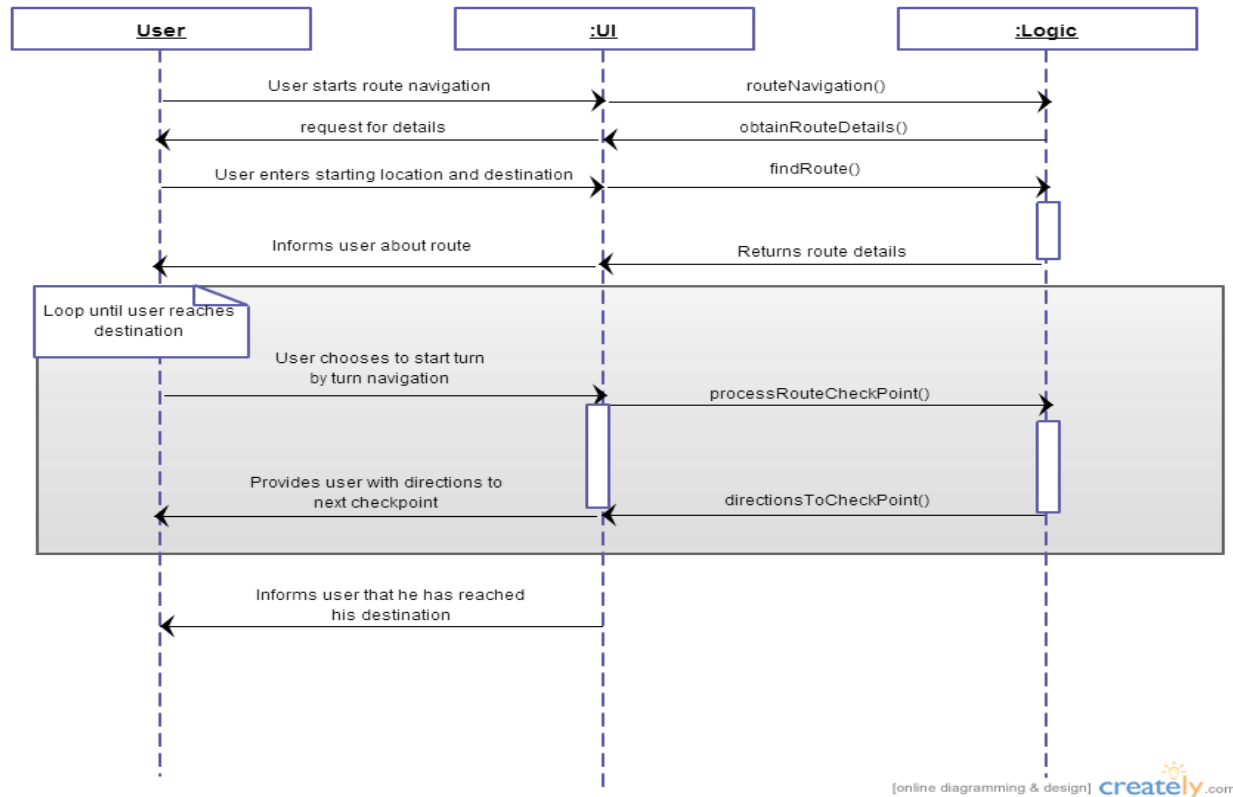 User
:UI
:Logic
User starts route navigation
routeNavigation()
request for details
obtainRouteDetails()
User enters starting location and destination
findRoute()
Informs user about route
Returns route details
Loop until user reaches
destination
User chooses to start turn
by turn navigation
processRouteCheckPoint()
Provides user with directions to
next checkpoint
directionsToCheckPoint()
Informs user that he has reached
his destination
[online diagramming & design] creately.com